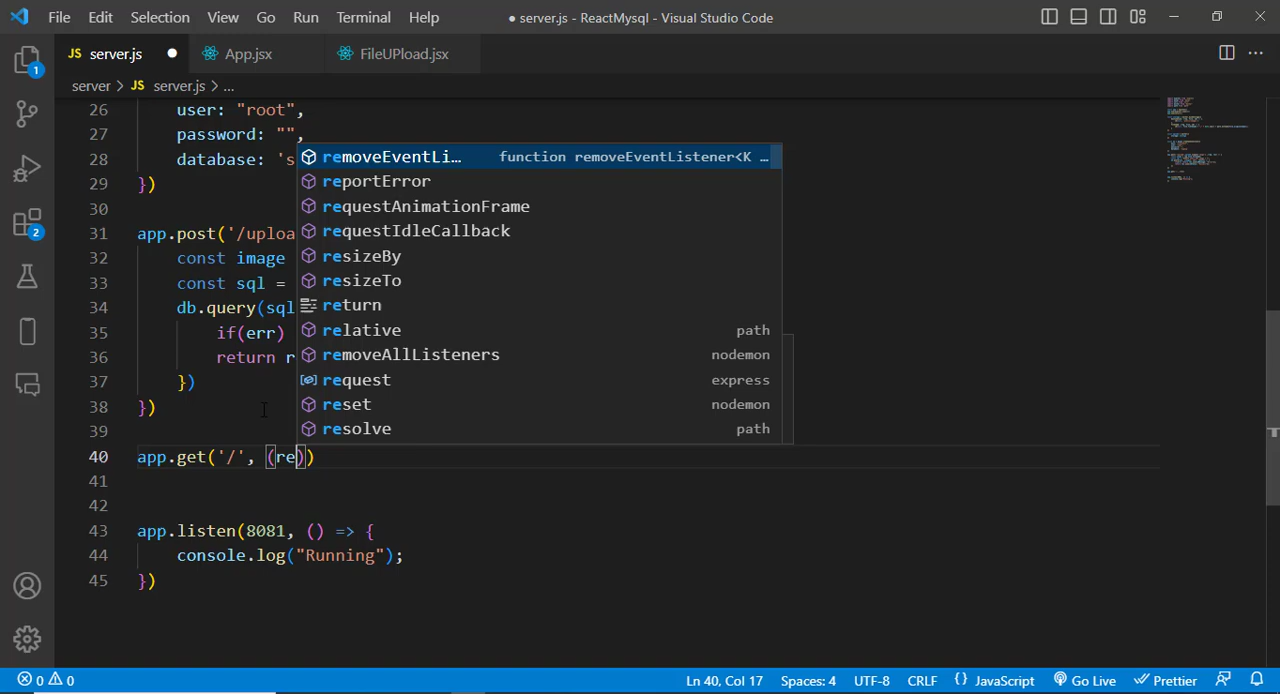 File Edit Selection View Go Run Terminal Help
● server.js - ReactMysql - Visual Studio Code
JS server.js ● App.jsx FileUPload.jsx
server > JS server.js > ...
1
2
26 user: "root",
27 password: "",
28 database: 's
29 })
30
31 app.post('/uploa
32 const image
33 const sql =
34 db.query(sql
35 if(err)
36 return r
37 })
38 })
39
40 app.get('/', (re))
41
42
43 app.listen(8081, () => {
44 console.log("Running");
45 })
removeEventLi… function removeEventListener<K …
reportError
requestAnimationFrame
requestIdleCallback
resizeBy
resizeTo
return
relative path
removeAllListeners nodemon
request express
reset nodemon
resolve path
0 0 Ln 40, Col 17 Spaces: 4 UTF-8 CRLF {} JavaScript Go Live Prettier